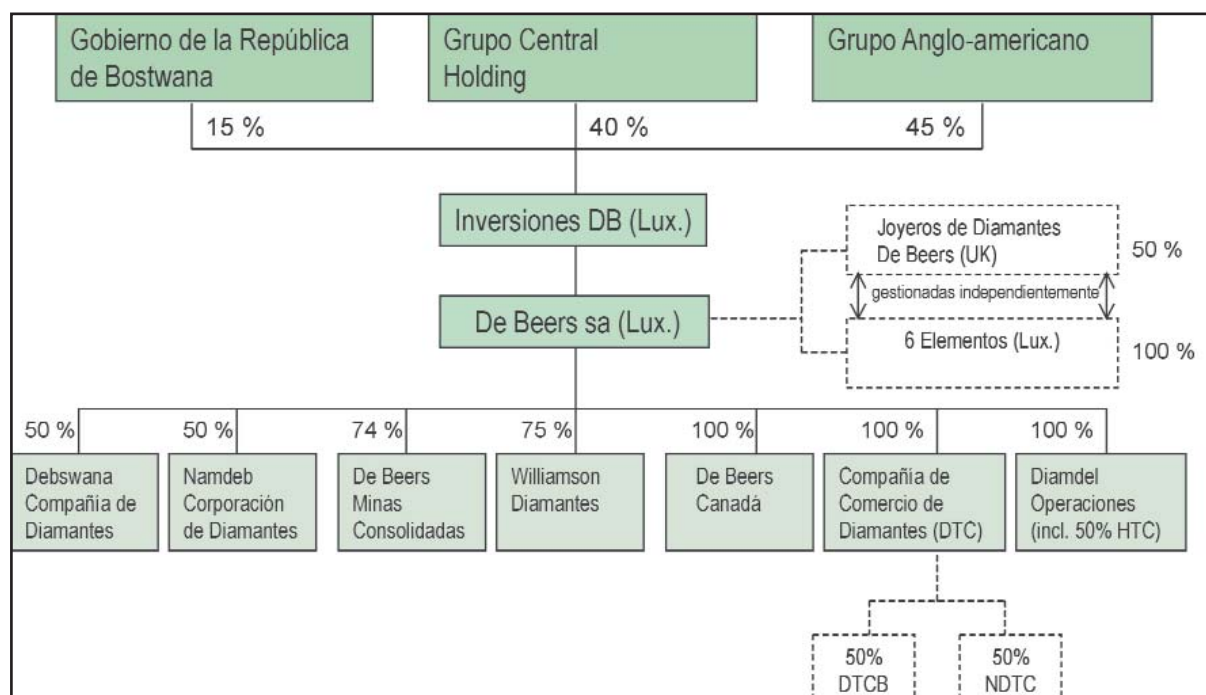 Gobierno de la República
de Bostwana
Grupo Central
Holding
Grupo Anglo-americano
15 %
40 %
45 %
Inversiones DB (Lux.)
De Beers sa (Lux.)
Joyeros de Diamantes
De Beers (UK)
50 %
gestionadas independientemente
6 Elementos (Lux.)
100 %
50 %
50 %
74 %
75 %
100 %
100 %
100 %
Debswana
Compañía de
Diamantes
Namdeb
Corporación
de Diamantes
De Beers
Minas
Consolidadas
Williamson
Diamantes
De Beers
Canadá
Compañía de
Comercio de
Diamantes (DTC)
Diamdel
Operaciones
(incl. 50% HTC)
50%
DTCB
50%
NDTC